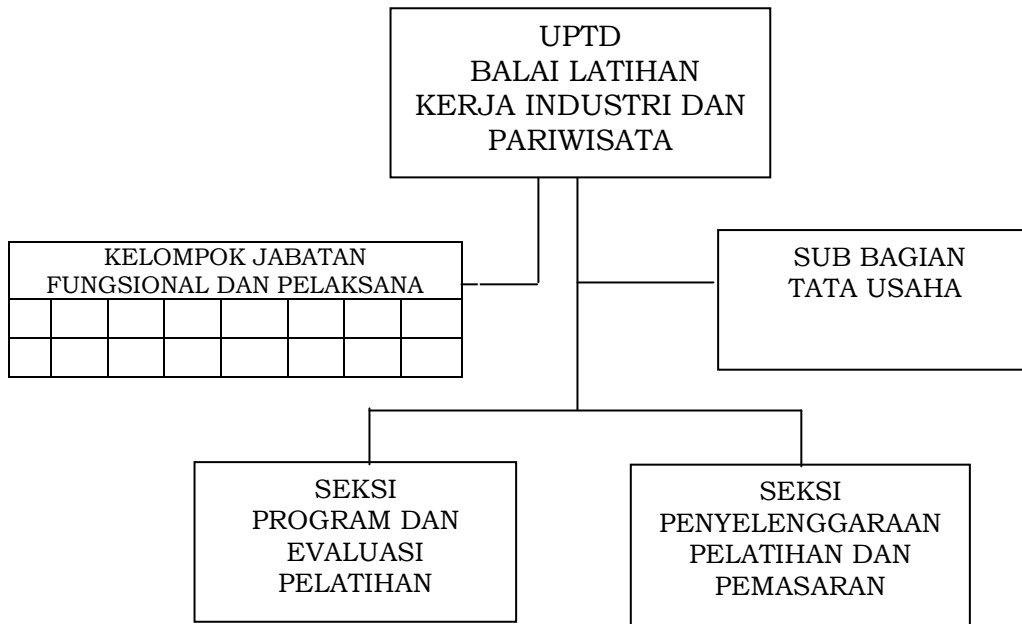 UPTD
BALAI LATIHAN
KERJA INDUSTRI DAN
PARIWISATA
KELOMPOK JABATAN
FUNGSIONAL DAN PELAKSANA
SUB BAGIAN
TATA USAHA
SEKSI
PROGRAM DAN
EVALUASI
PELATIHAN
SEKSI
PENYELENGGARAAN
PELATIHAN DAN
PEMASARAN